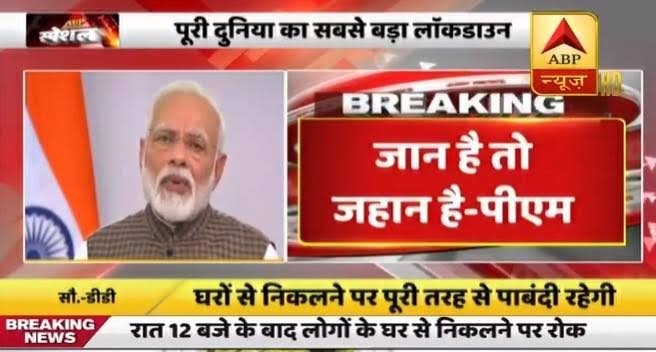 स्पेशल
पूरी दुनिया का सबसे बड़ा लॉकडाउन
ABP
न्यूज़ HD
BREAKING
जान है तो
जहान है-पीएम
सौ.-डीडी
घरों से निकलने पर पूरी तरह से पाबंदी रहेगी
BREAKING
NEWS
रात 12 बजे के बाद लोगों के घर से निकलने पर रोक